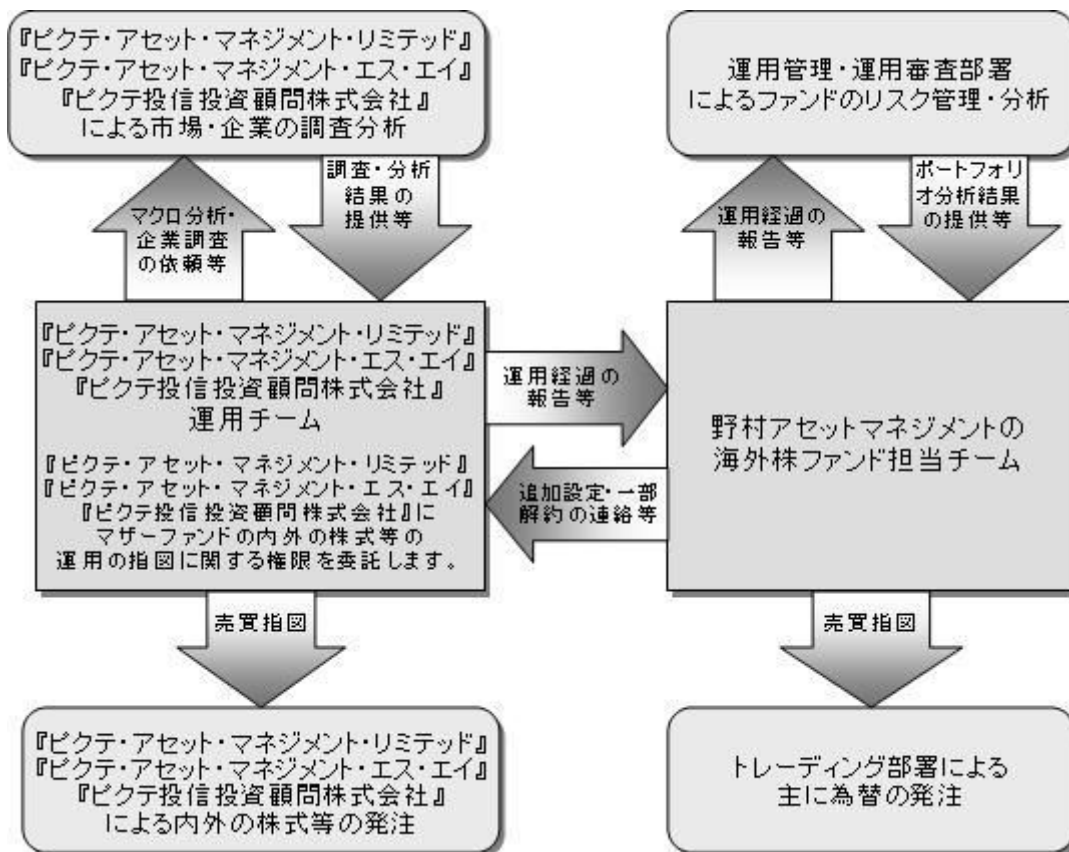 『ピクテ・アセット・マネジメント・リミテッド』
『ピクテ・アセット・マネジメント・エス・エイ』
『ピクテ投信投資顧問株式会社』
による市場・企業の調査分析
運用管理・運用審査部署
によるファンドのリスク管理・分析
マクロ分析・
企業調査
の依頼等
調査・分析
結果の
提供等
運用経過の
報告等
ポートフォリ
オ分析結果
の提供等
『ピクテ・アセット・マネジメント・リミテッド』
『ピクテ・アセット・マネジメント・エス・エイ』
『ピクテ投信投資顧問株式会社』
運用チーム
『ピクテ・アセット・マネジメント・リミテッド』
『ピクテ・アセット・マネジメント・エス・エイ』
『ピクテ投信投資顧問株式会社』に
マザーファンドの内外の株式等の
運用の指図に関する権限を委託します。
運用経過の
報告等
追加設定・一部
解約の連絡等
野村アセットマネジメントの
海外株ファンド担当チーム
売買指図
売買指図
『ピクテ・アセット・マネジメント・リミテッド』
『ピクテ・アセット・マネジメント・エス・エイ』
『ピクテ投信投資顧問株式会社』
による内外の株式等の発注
トレーディング部署による
主に為替の発注